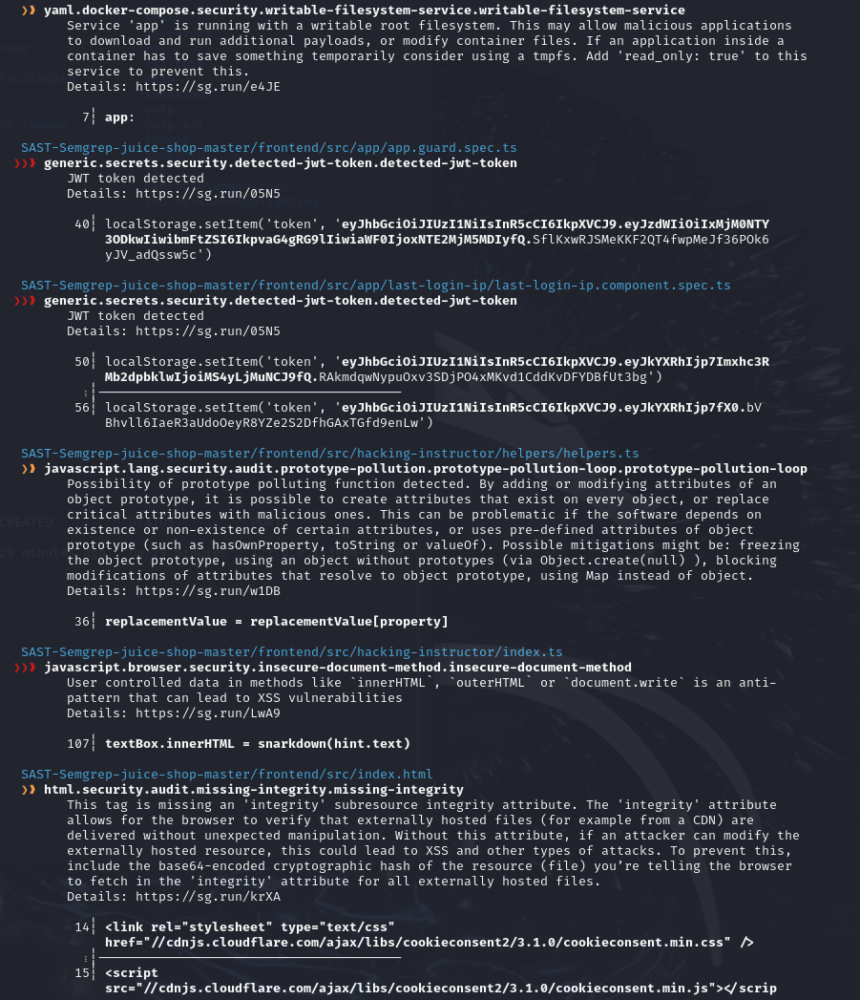 ❯❱ yaml.docker-compose.security.writable-filesystem-service.writable-filesystem-service
Service 'app' is running with a writable root filesystem. This may allow malicious applications
to download and run additional payloads, or modify container files. If an application inside a
container has to save something temporarily consider using a tmpfs. Add 'read_only: true' to this
service to prevent this.
Details: https://sg.run/e4JE
7┆ app:
SAST-Semgrep-juice-shop-master/frontend/src/app/app.guard.spec.ts
❯❯❱ generic.secrets.security.detected-jwt-token.detected-jwt-token
JWT token detected
Details: https://sg.run/05N5
40┆ localStorage.setItem('token', 'eyJhbGciOiJIUzI1NiIsInR5cCI6IkpXVCJ9.eyJzdWIiOiIxMjM0NTY
3ODkwIiwibmFtZSI6IkpvaG4gRG9lIiwiaWF0IjoxNTE2MjM5MDIyfQ.SflKxwRJSMeKKF2QT4fwpMeJf36POk6
yJV_adQssw5c')
SAST-Semgrep-juice-shop-master/frontend/src/app/last-login-ip/last-login-ip.component.spec.ts
❯❯❱ generic.secrets.security.detected-jwt-token.detected-jwt-token
JWT token detected
Details: https://sg.run/05N5
50┆ localStorage.setItem('token', 'eyJhbGciOiJIUzI1NiIsInR5cCI6IkpXVCJ9.eyJkYXRhIjp7Imxhc3R
Mb2dpbklwIjoiMS4yLjMuNCJ9fQ.RAkmdqwNypuOxv3SDjPO4xMKvd1CddKvDFYDBfUt3bg')
56┆ localStorage.setItem('token', 'eyJhbGciOiJIUzI1NiIsInR5cCI6IkpXVCJ9.eyJkYXRhIjp7fX0.bV
Bhvll6IaeR3aUdoOeyR8YZe2S2DfhGAxTGfd9enLw')
SAST-Semgrep-juice-shop-master/frontend/src/hacking-instructor/helpers/helpers.ts
❯❱ javascript.lang.security.audit.prototype-pollution.prototype-pollution-loop.prototype-pollution-loop
Possibility of prototype polluting function detected. By adding or modifying attributes of an
object prototype, it is possible to create attributes that exist on every object, or replace
critical attributes with malicious ones. This can be problematic if the software depends on
existence or non-existence of certain attributes, or uses pre-defined attributes of object
prototype (such as hasOwnProperty, toString or valueOf). Possible mitigations might be: freezing
the object prototype, using an object without prototypes (via Object.create(null) ), blocking
modifications of attributes that resolve to object prototype, using Map instead of object.
Details: https://sg.run/w1DB
36┆ replacementValue = replacementValue[property]
SAST-Semgrep-juice-shop-master/frontend/src/hacking-instructor/index.ts
❯❯❱ javascript.browser.security.insecure-document-method.insecure-document-method
User controlled data in methods like `innerHTML`, `outerHTML` or `document.write` is an anti-
pattern that can lead to XSS vulnerabilities
Details: https://sg.run/LwA9
107┆ textBox.innerHTML = snarkdown(hint.text)
SAST-Semgrep-juice-shop-master/frontend/src/index.html
❯❱ html.security.audit.missing-integrity.missing-integrity
This tag is missing an 'integrity' subresource integrity attribute. The 'integrity' attribute
allows for the browser to verify that externally hosted files (for example from a CDN) are
delivered without unexpected manipulation. Without this attribute, if an attacker can modify the
externally hosted resource, this could lead to XSS and other types of attacks. To prevent this,
include the base64-encoded cryptographic hash of the resource (file) you’re telling the browser
to fetch in the 'integrity' attribute for all externally hosted files.
Details: https://sg.run/krXA
14┆ <link rel="stylesheet" type="text/css"
href="//cdnjs.cloudflare.com/ajax/libs/cookieconsent2/3.1.0/cookieconsent.min.css" />
15┆ <script
src="//cdnjs.cloudflare.com/ajax/libs/cookieconsent2/3.1.0/cookieconsent.min.js"></scrip